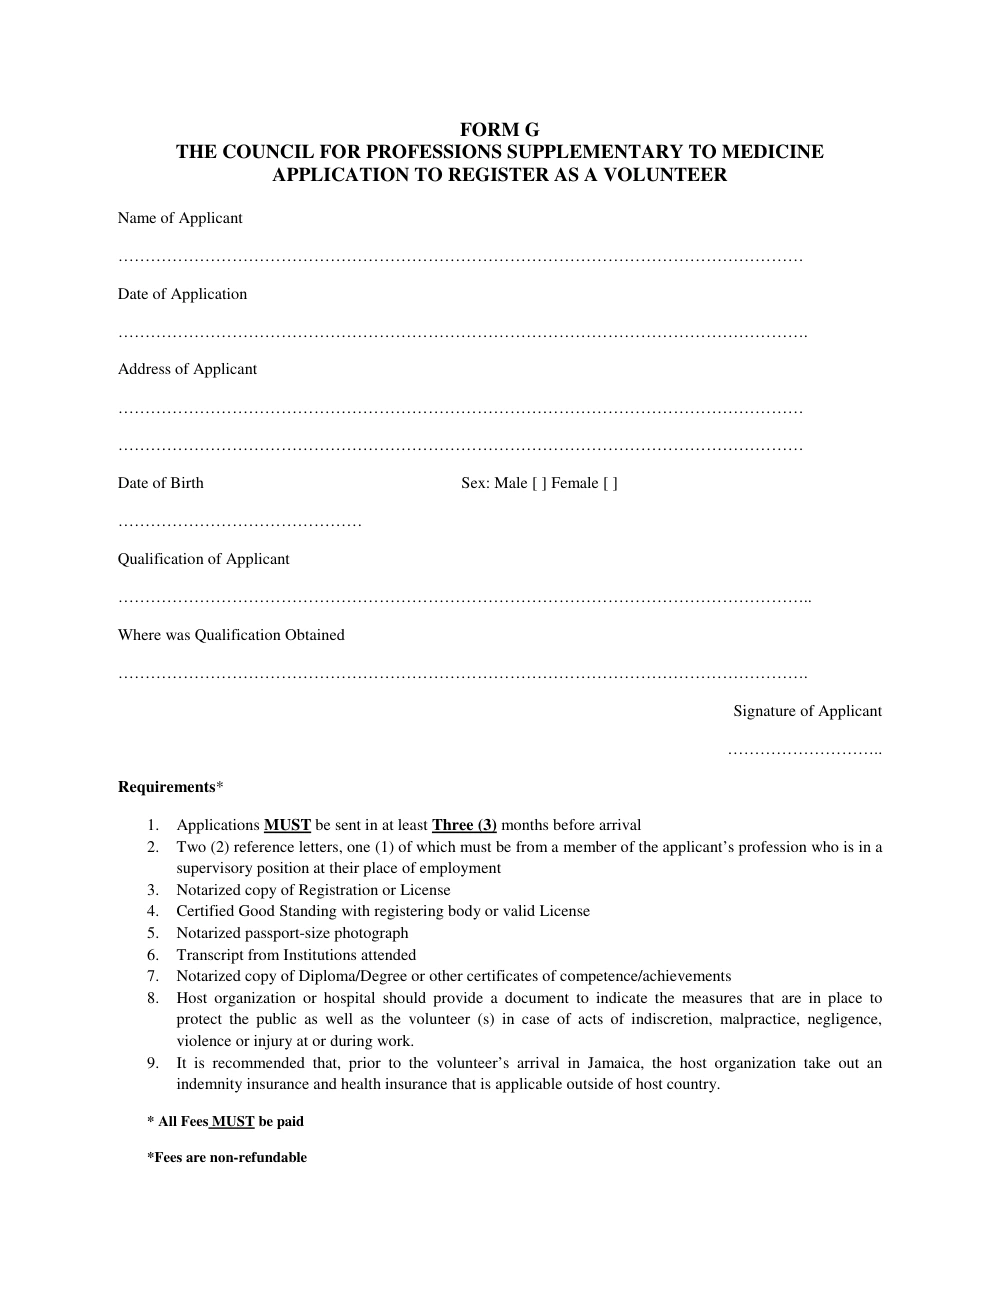 FORM G
THE COUNCIL FOR PROFESSIONS SUPPLEMENTARY TO MEDICINE
APPLICATION TO REGISTER AS A VOLUNTEER
Name of Applicant
……………………………………………………………………………………………………………
Date of Application
…………………………………………………………………………………………………………….
Address of Applicant
……………………………………………………………………………………………………………
……………………………………………………………………………………………………………
Date of Birth Sex: Male [ ] Female [ ]
………………………………………
Qualification of Applicant
……………………………………………………………………………………………………………..
Where was Qualification Obtained
…………………………………………………………………………………………………………….
Signature of Applicant
………………………..
Requirements*
1. Applications MUST be sent in at least Three (3) months before arrival
2. Two (2) reference letters, one (1) of which must be from a member of the applicant’s profession who is in a
supervisory position at their place of employment
3. Notarized copy of Registration or License
4. Certified Good Standing with registering body or valid License
5. Notarized passport-size photograph
6. Transcript from Institutions attended
7. Notarized copy of Diploma/Degree or other certificates of competence/achievements
8. Host organization or hospital should provide a document to indicate the measures that are in place to
protect the public as well as the volunteer (s) in case of acts of indiscretion, malpractice, negligence,
violence or injury at or during work.
9. It is recommended that, prior to the volunteer’s arrival in Jamaica, the host organization take out an
indemnity insurance and health insurance that is applicable outside of host country.
* All Fees MUST be paid
*Fees are non-refundable